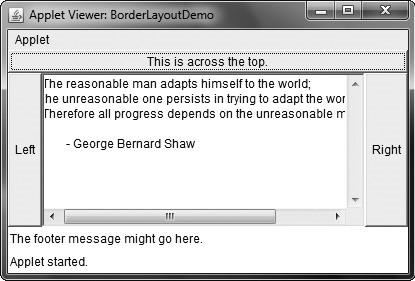 Applet Viewer: BorderLayoutDemo
Applet
This is across the top.
Left
The reasonable man adapts himself to the world;
he unreasonable one persists in trying to adapt the wor
Therefore all progress depends on the unreasonable m
- George Bernard Shaw
Right
The footer message might go here.
Applet started.